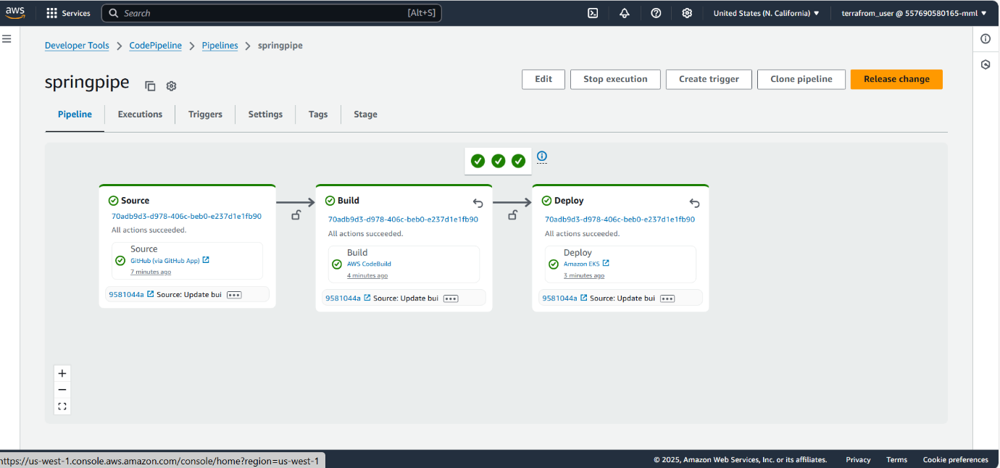 aws
Services
Search
[Alt+S]
United States (N. California) ▼
terrafrom_user @ 557690580165-mml ▼
Developer Tools > CodePipeline > Pipelines > springpipe
springpipe
Edit
Stop execution
Create trigger
Clone pipeline
Release change
Pipeline
Executions
Triggers
Settings
Tags
Stage
Source
70adb9d3-d978-406c-beb0-e237d1e1fb90
All actions succeeded.
Source
GitHub (via GitHub App)
7 minutes ago
9581044a Source: Update bui
Build
70adb9d3-d978-406c-beb0-e237d1e1fb90
All actions succeeded.
Build
AWS CodeBuild
4 minutes ago
9581044a Source: Update bui
Deploy
70adb9d3-d978-406c-beb0-e237d1e1fb90
All actions succeeded.
Deploy
Amazon EKS
3 minutes ago
9581044a Source: Update bui
https://us-west-1.console.aws.amazon.com/console/home?region=us-west-1
© 2025, Amazon Web Services, Inc. or its affiliates.
Privacy
Terms
Cookie preferences